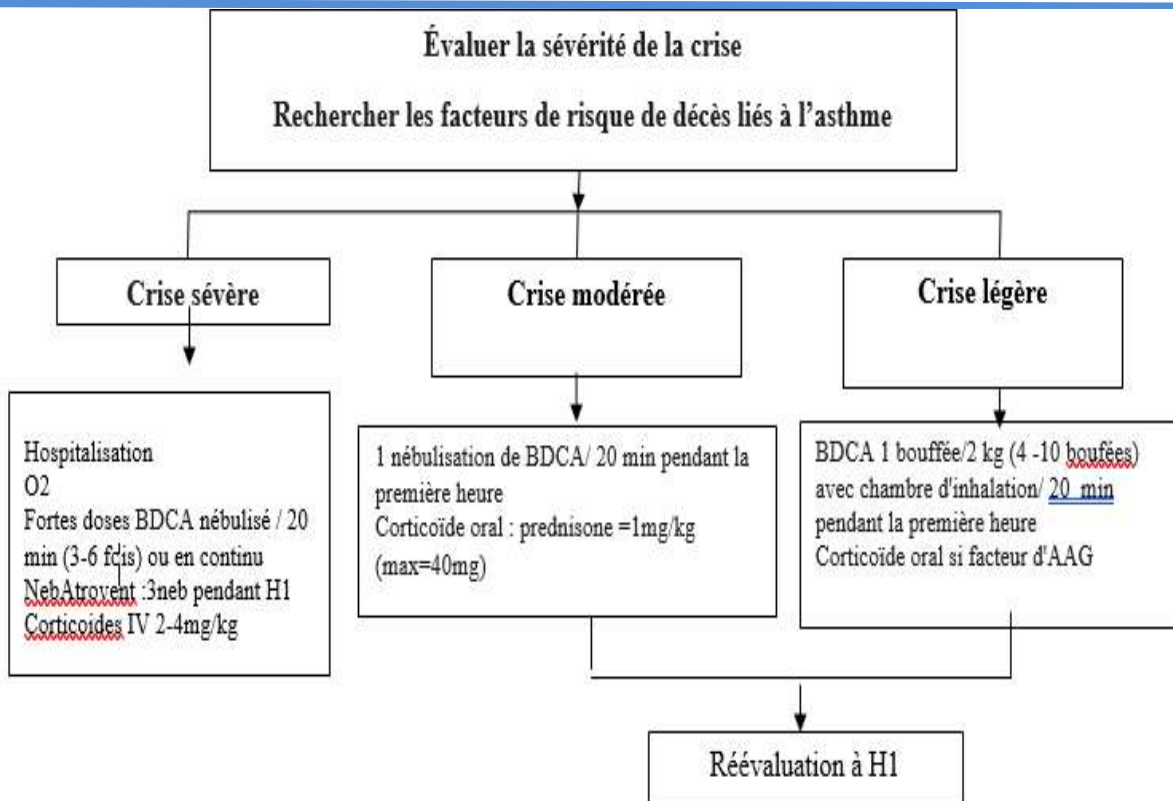 Évaluer la sévérité de la crise
Rechercher les facteurs de risque de décès liés à l'asthme
Crise sévère
Crise modérée
Crise légère
Hospitalisation
O2
Fortes doses BDCA nébulisé / 20
min (3-6 fois) ou en continu
NebAtrovent :3neb pendant H1
Corticoides IV 2-4mg/kg
1 nébulisation de BDCA/ 20 min pendant la
première heure
Corticoïde oral : prednisone =1mg/kg
(max=40mg)
BDCA 1 bouffée/2 kg (4 -10 boufées)
avec chambre d'inhalation/ 20 min
pendant la première heure
Corticoïde oral si facteur d'AAG
Réévaluation à H1